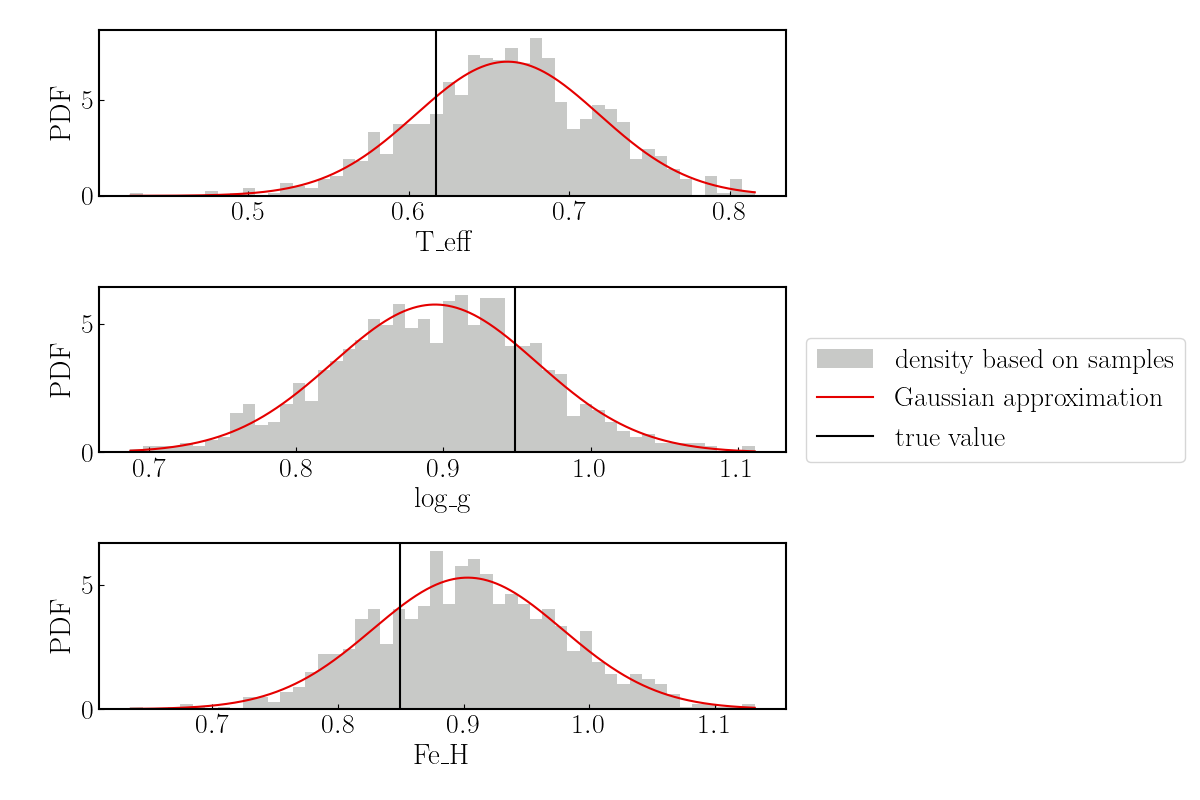 PDF
5
0
0.5 0.6 0.7 0.8
T_eff
PDF
5
0
0.7 0.8 0.9 1.0 1.1
log_g
density based on samples
Gaussian approximation
true value
PDF
5
0
0.7 0.8 0.9 1.0 1.1
Fe_H